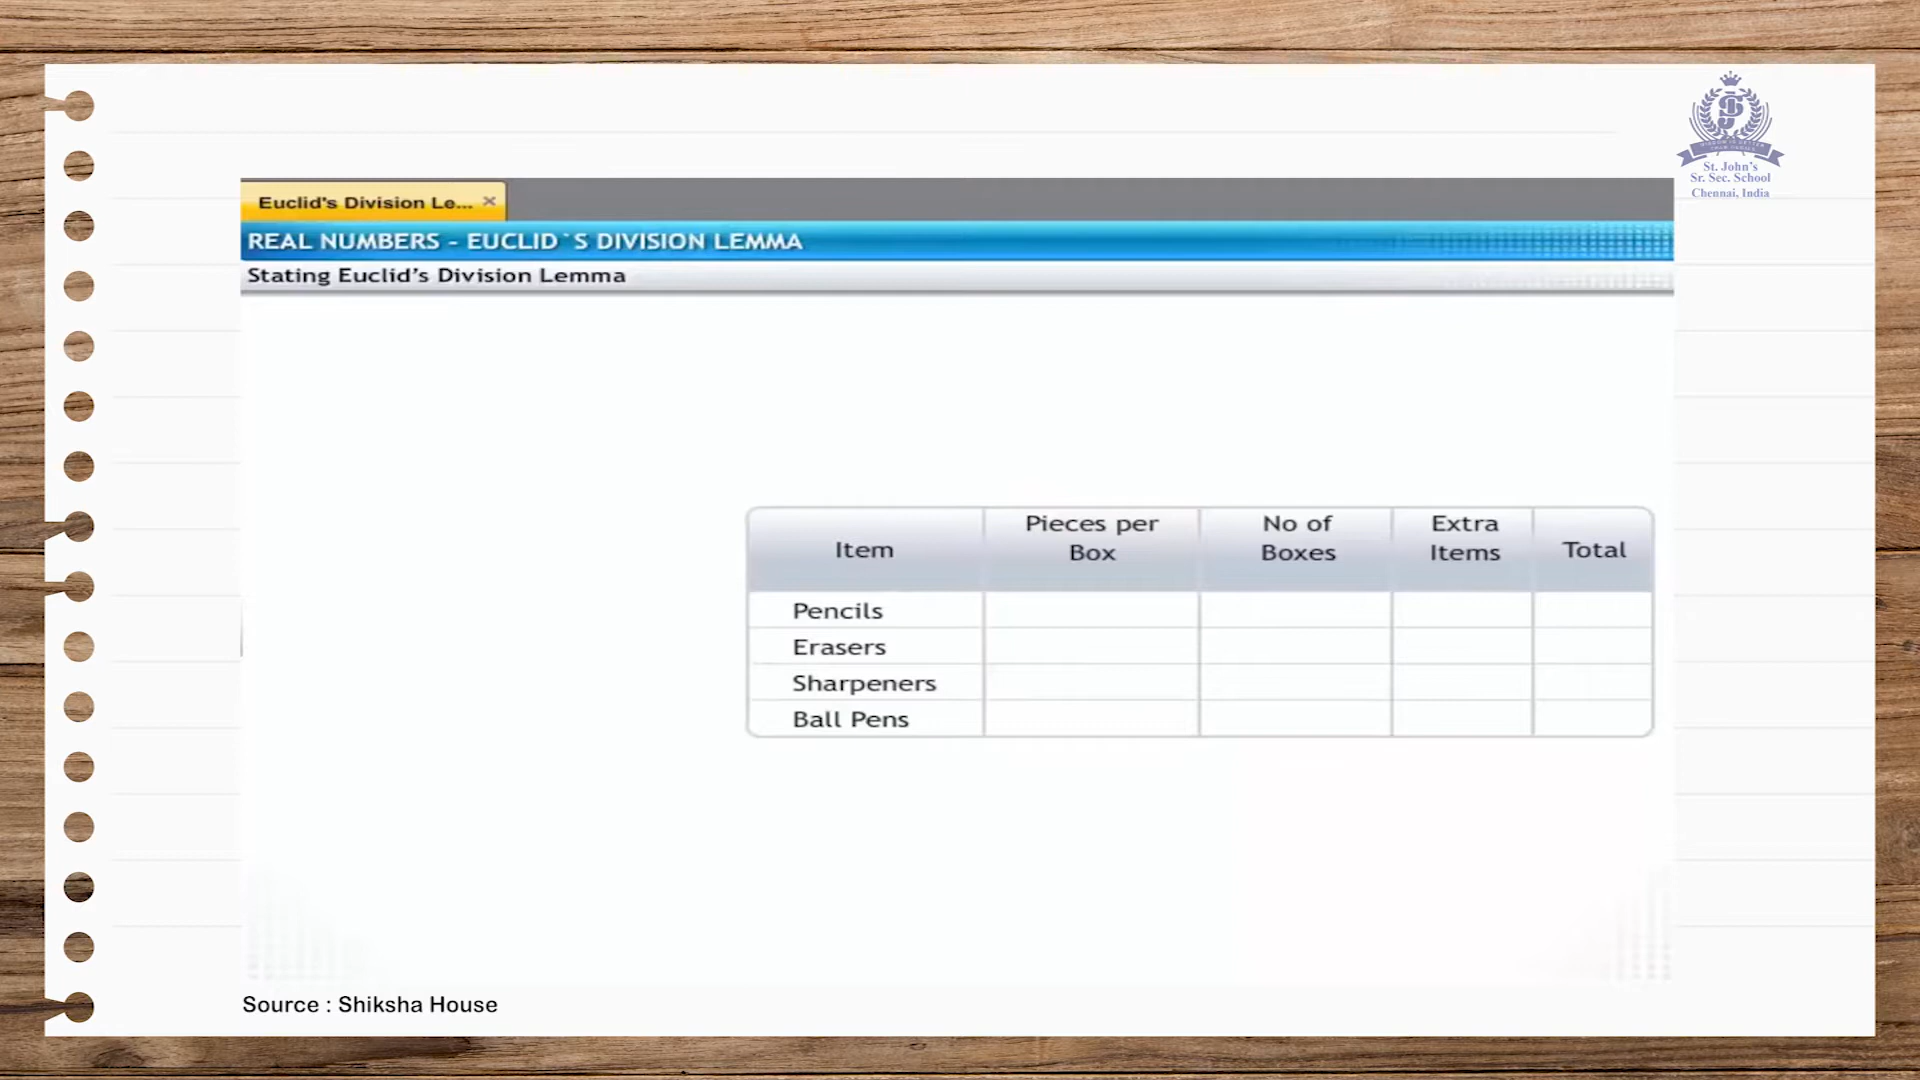 St. John's
Sr. Sec. School
Chennai, India
Euclid's Division Le... ×
REAL NUMBERS - EUCLID`S DIVISION LEMMA
Stating Euclid's Division Lemma
Item Pieces per Box No of Boxes Extra Items Total
Pencils
Erasers
Sharpeners
Ball Pens
Source : Shiksha House